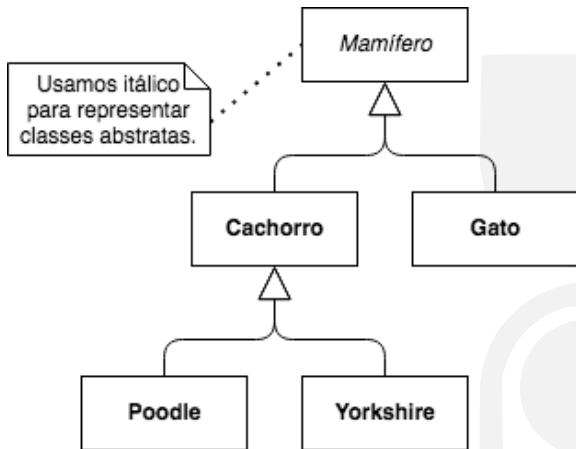 Mamífero
Usamos itálico
para representar
classes abstratas.
Cachorro
Gato
Poodle
Yorkshire